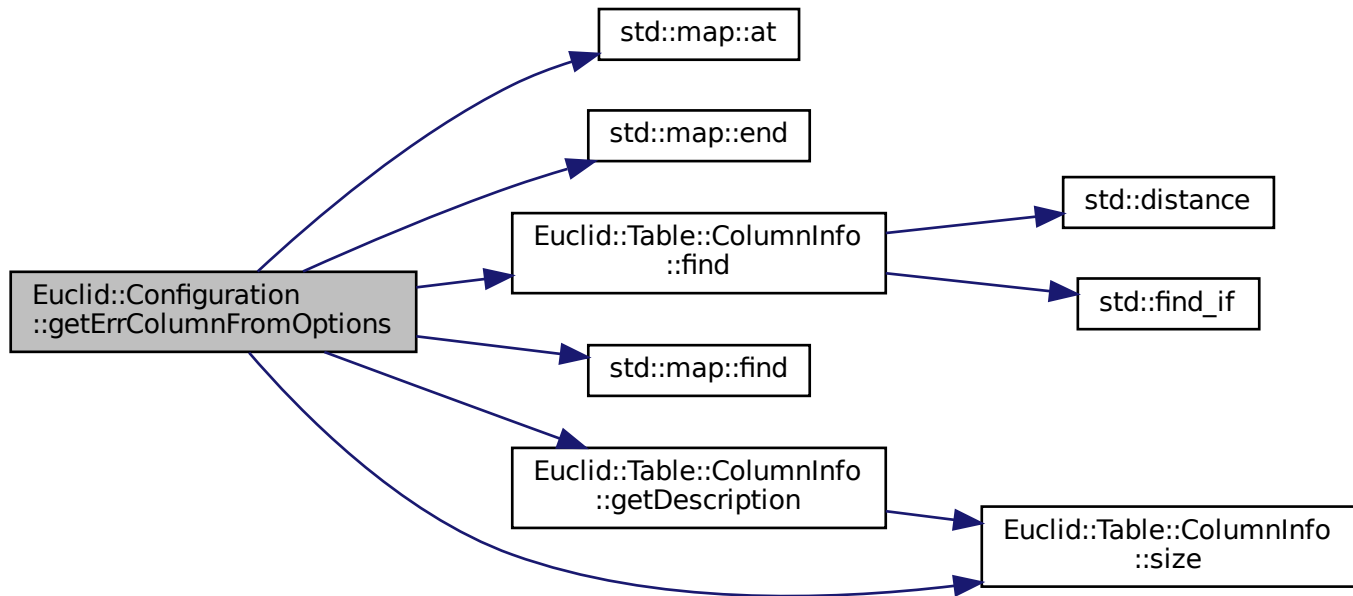 std::map::at
std::map::end
std::distance
Euclid::Table::ColumnInfo
::find
std::find_if
Euclid::Configuration
::getErrColumnFromOptions
std::map::find
Euclid::Table::ColumnInfo
::getDescription
Euclid::Table::ColumnInfo
::size